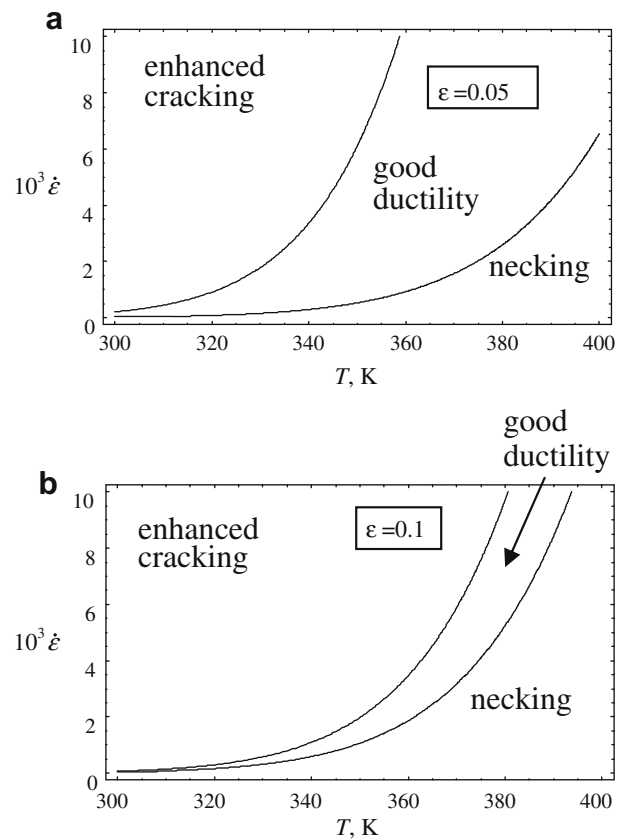 a
10
8
6
4
2
0
10³ ε̇
enhanced
cracking
ε =0.05
good
ductility
necking
300 320 340 360 380 400
T, K
good
ductility
b
10
8
6
4
2
0
10³ ε̇
enhanced
cracking
ε =0.1
necking
300 320 340 360 380 400
T, K